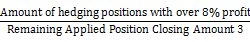 Amount of hedging positions with over 8% profit
Remaining Applied Position Closing Amount 3